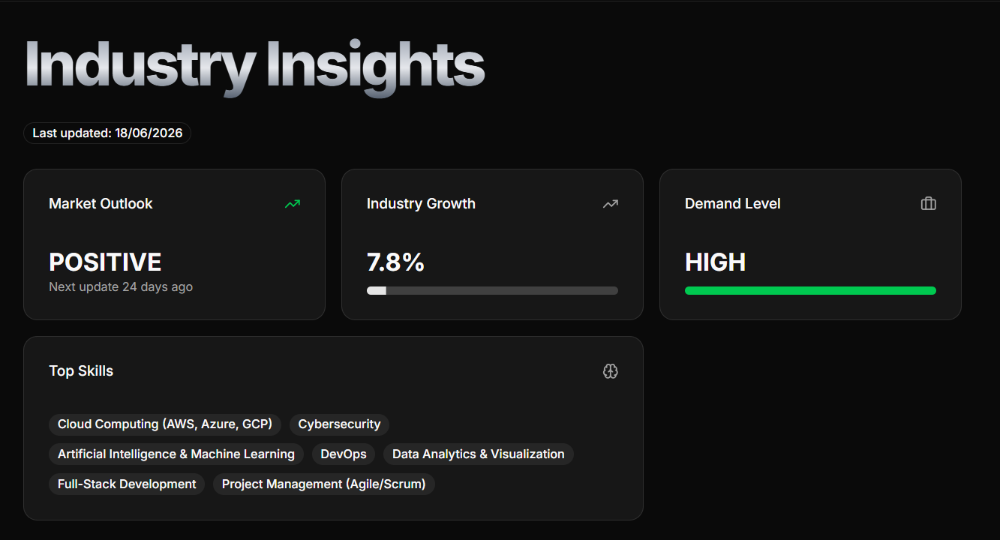 Industry Insights
Last updated: 18/06/2026
Market Outlook
POSITIVE
Next update 24 days ago
Industry Growth
7.8%
Demand Level
HIGH
Top Skills
Cloud Computing (AWS, Azure, GCP)
Cybersecurity
Artificial Intelligence & Machine Learning
DevOps
Data Analytics & Visualization
Full-Stack Development
Project Management (Agile/Scrum)